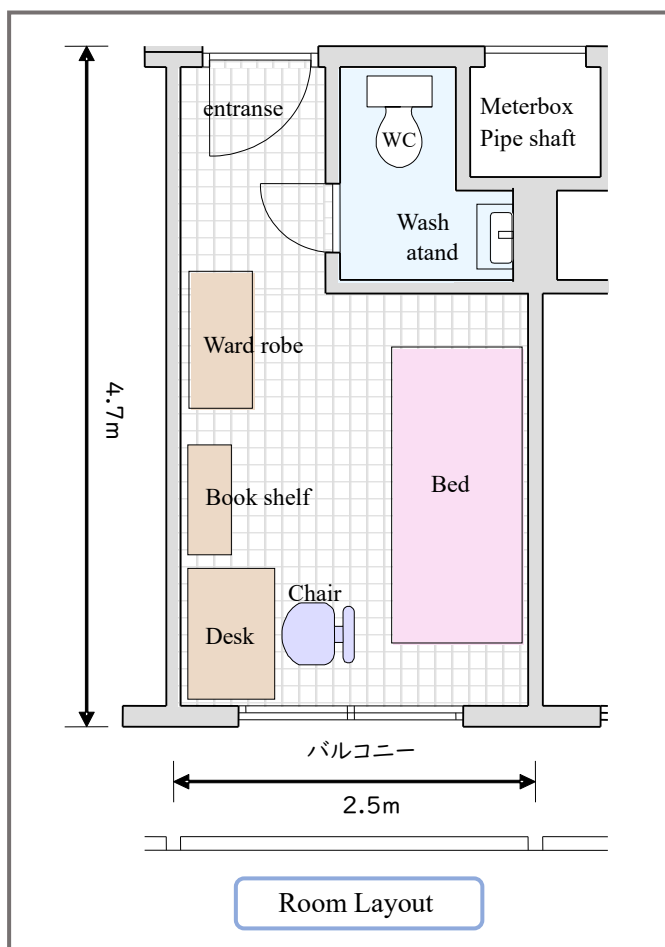 entranse
WC
Meterbox
Pipe shaft
Wash
atand
Ward robe
4.7m
Book shelf
Bed
Chair
Desk
バルコニー
2.5m
Room Layout